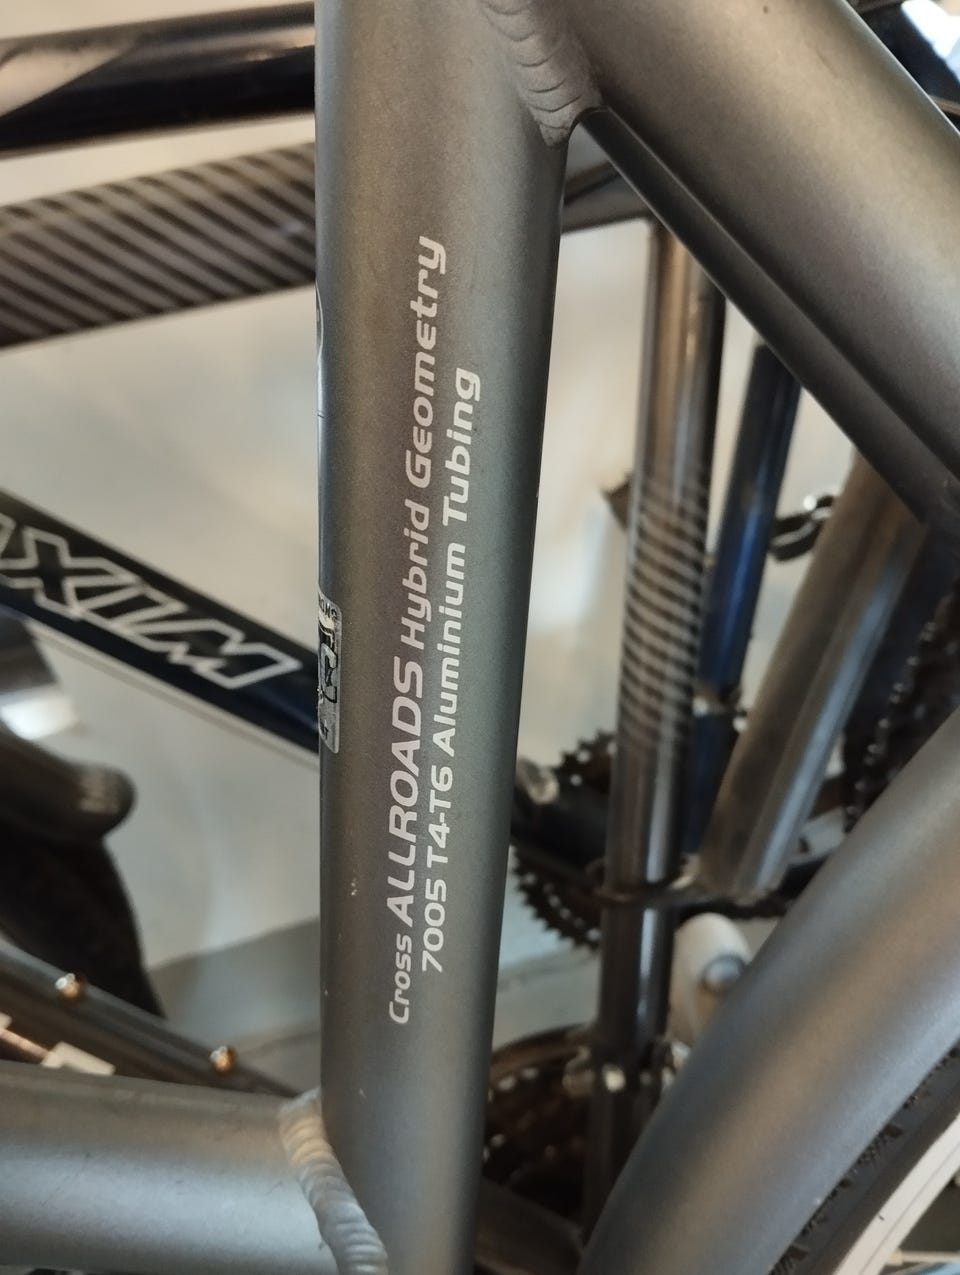 Cross ALLROADS Hybrid Geometry
7005 T4-T6 Aluminium Tubing